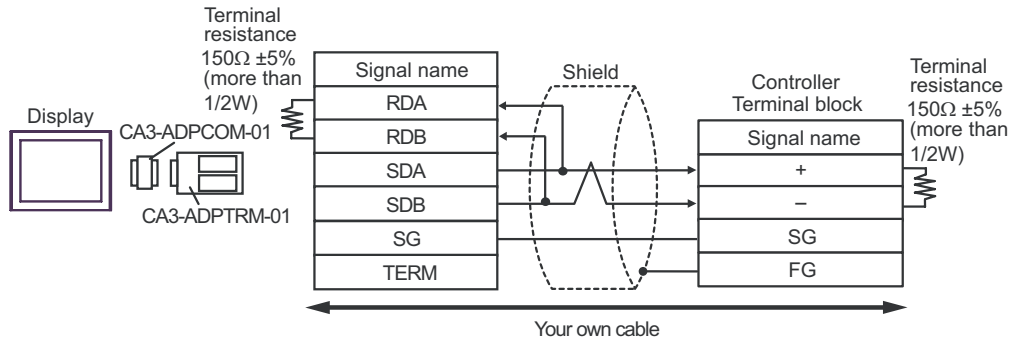 Terminal
resistance
150Ω ±5%
(more than
1/2W)
Display
CA3-ADPCOM-01
CA3-ADPTRM-01
Signal name
RDA
RDB
SDA
SDB
SG
TERM
Shield
Controller
Terminal block
Signal name
+
–
SG
FG
Terminal
resistance
150Ω ±5%
(more than
1/2W)
Your own cable